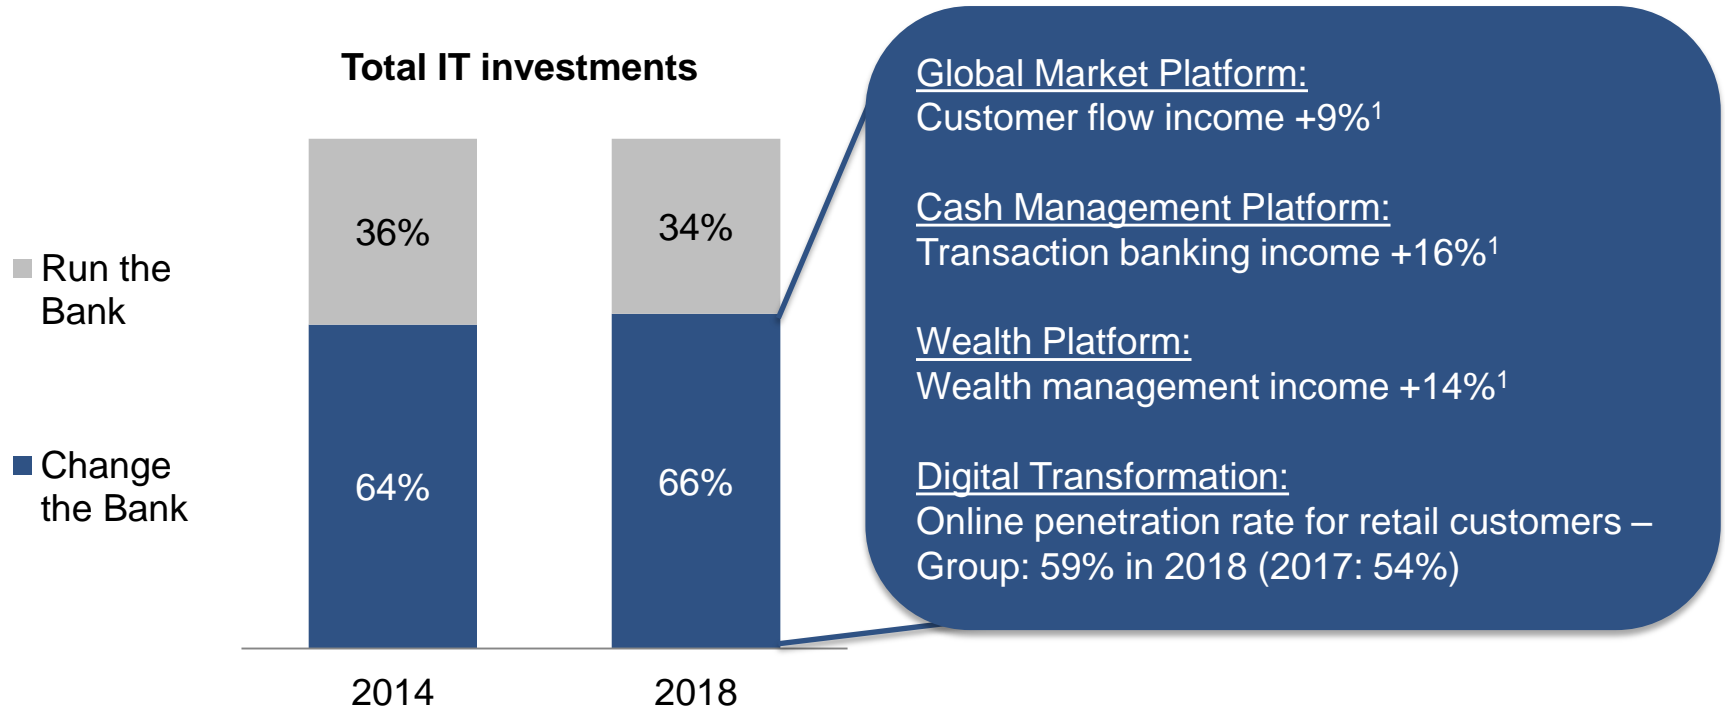 Total IT investments
36%
34%
Run the
Bank
Change
the Bank
64%
66%
2014
2018
Global Market Platform:
Customer flow income +9%¹
Cash Management Platform:
Transaction banking income +16%¹
Wealth Platform:
Wealth management income +14%¹
Digital Transformation:
Online penetration rate for retail customers –
Group: 59% in 2018 (2017: 54%)